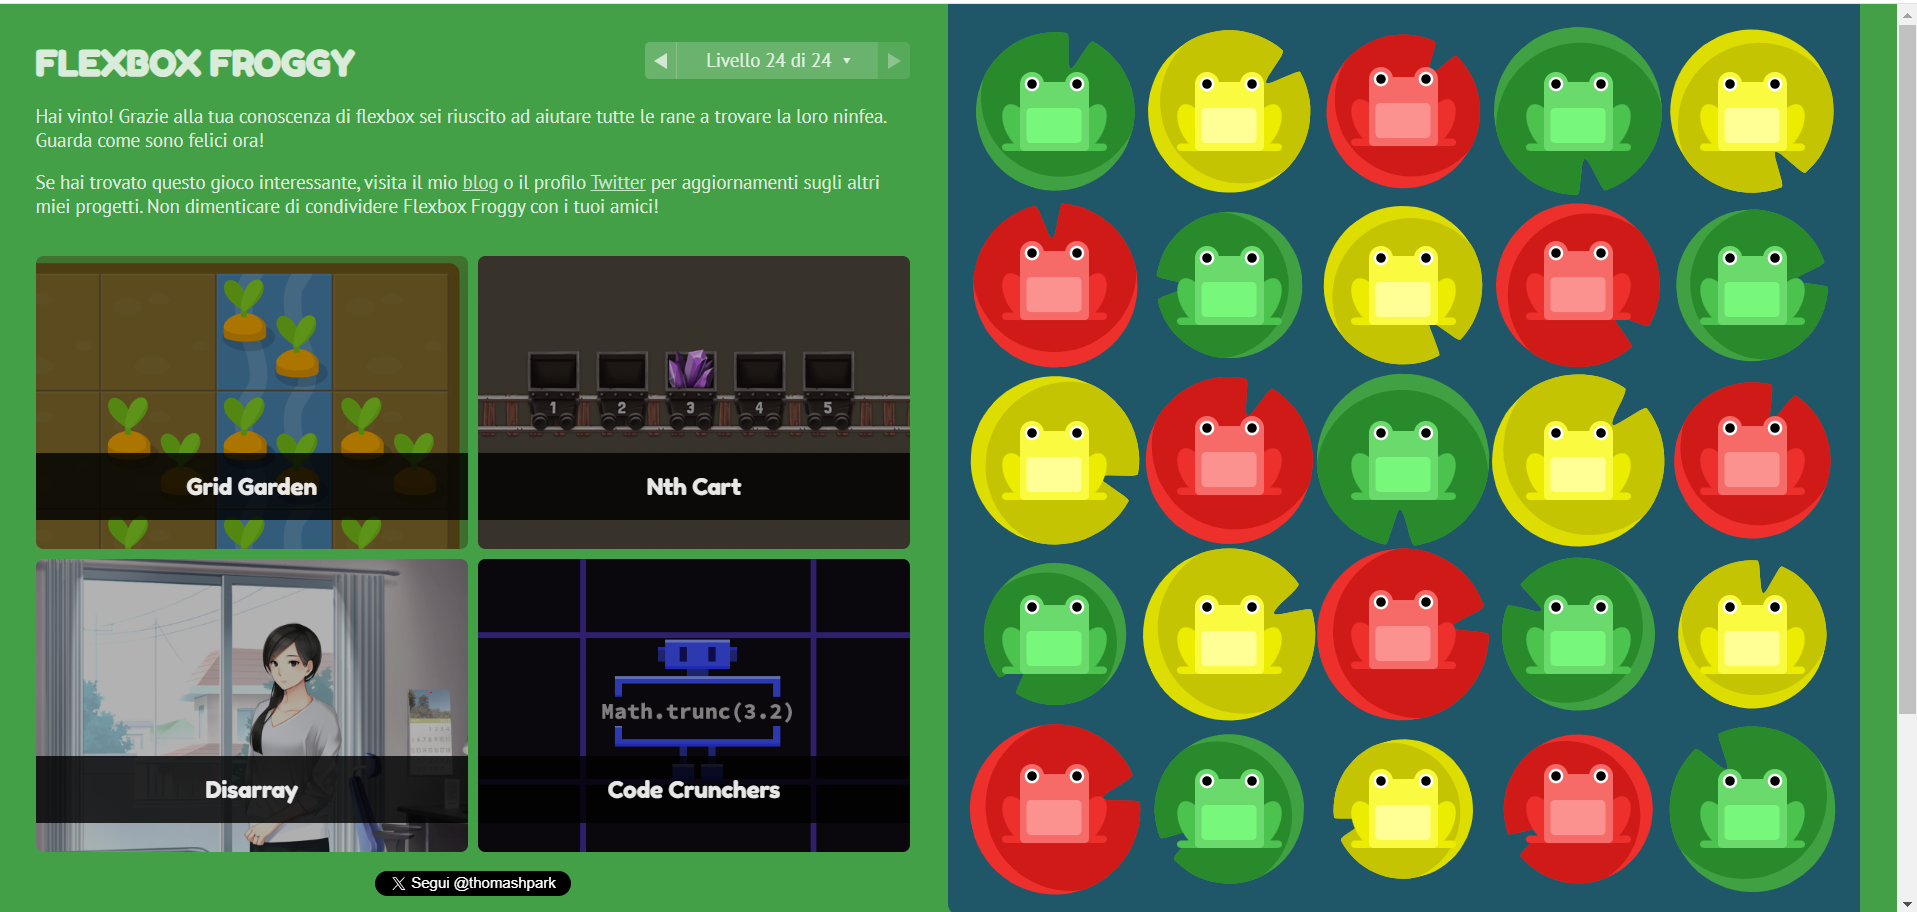 FLEXBOX FROGGY
Livello 24 di 24
Hai vinto! Grazie alla tua conoscenza di flexbox sei riuscito ad aiutare tutte le rane a trovare la loro ninfea.
Guarda come sono felici ora!
Se hai trovato questo gioco interessante, visita il mio blog o il profilo Twitter per aggiornamenti sugli altri
miei progetti. Non dimenticare di condividere Flexbox Froggy con i tuoi amici!
Grid Garden
1 2 3 4 5
Nth Cart
Disarray
Math.trunc(3.2)
Code Crunchers
Segui @thomashpark